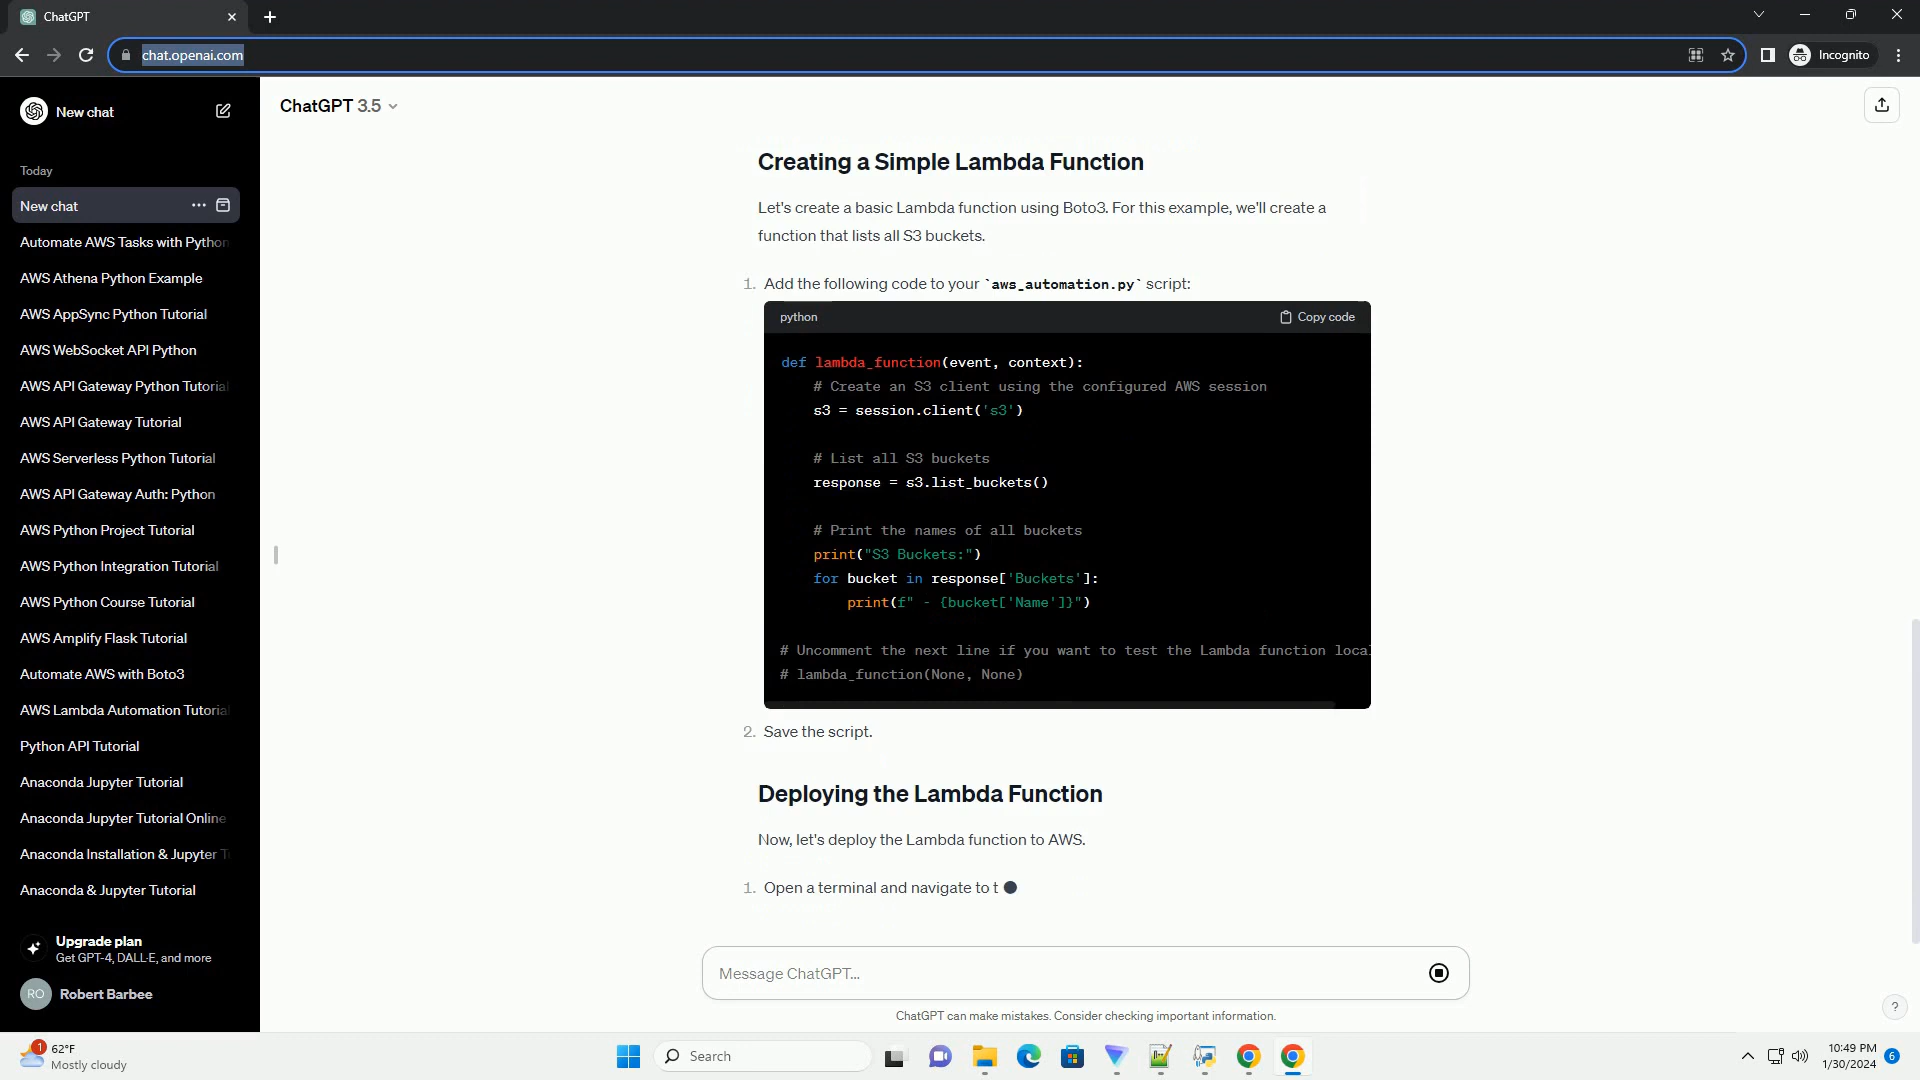 ChatGPT
chat.openai.com
Incognito
New chat
ChatGPT 3.5
Today
New chat
Automate AWS Tasks with Python
AWS Athena Python Example
AWS AppSync Python Tutorial
AWS WebSocket API Python
AWS API Gateway Python Tutorial
AWS API Gateway Tutorial
AWS Serverless Python Tutorial
AWS API Gateway Auth: Python
AWS Python Project Tutorial
AWS Python Integration Tutorial
AWS Python Course Tutorial
AWS Amplify Flask Tutorial
Automate AWS with Boto3
AWS Lambda Automation Tutorial
Python API Tutorial
Anaconda Jupyter Tutorial
Anaconda Jupyter Tutorial Online
Anaconda Installation & Jupyter T
Anaconda & Jupyter Tutorial
Upgrade plan
Get GPT-4, DALL·E, and more
RO
Robert Barbee
Creating a Simple Lambda Function
Let's create a basic Lambda function using Boto3. For this example, we'll create a
function that lists all S3 buckets.
1. Add the following code to your `aws_automation.py` script:
python
Copy code
def lambda_function(event, context):
# Create an S3 client using the configured AWS session
s3 = session.client('s3')
# List all S3 buckets
response = s3.list_buckets()
# Print the names of all buckets
print("S3 Buckets:")
for bucket in response['Buckets']:
print(f" - {bucket['Name']}")
# Uncomment the next line if you want to test the Lambda function local
# lambda_function(None, None)
2. Save the script.
Deploying the Lambda Function
Now, let's deploy the Lambda function to AWS.
1. Open a terminal and navigate to t
Message ChatGPT...
ChatGPT can make mistakes. Consider checking important information.
?
1
62°F
Mostly cloudy
Search
10:49 PM
1/30/2024
6